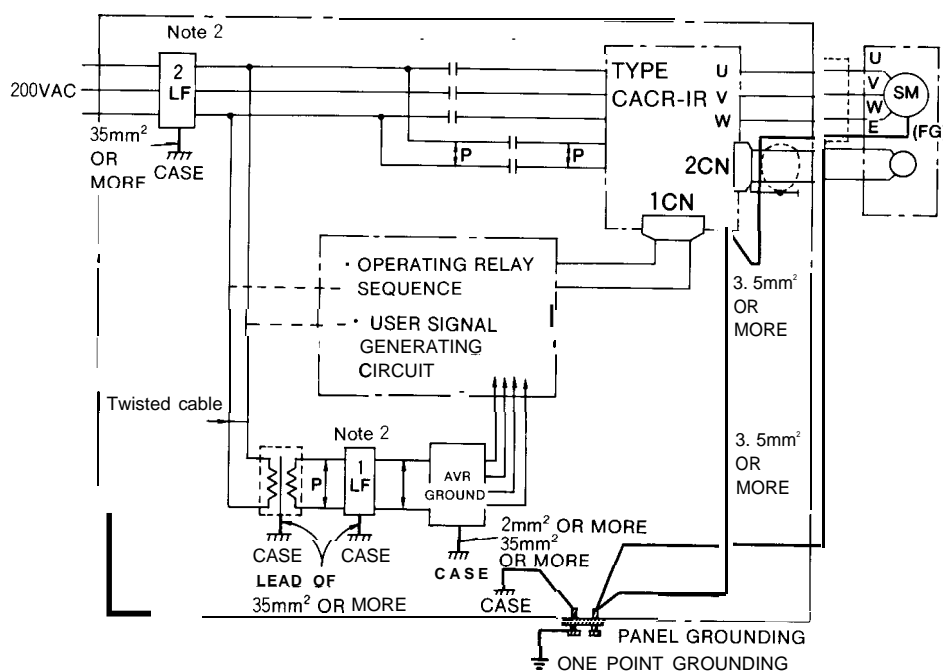 Note 2
200VAC
2
LF
35mm²
OR
MORE
CASE
P
P
TYPE
CACR-IR
U
V
W
U
V
W
E
SM
(FG
2CN
1CN
• OPERATING RELAY
SEQUENCE
• USER SIGNAL
GENERATING
CIRCUIT
3. 5mm²
OR
MORE
Twisted cable
Note 2
P
1
LF
AVR
GROUND
3. 5mm²
OR
MORE
CASE
CASE
LEAD OF
35mm² OR MORE
CASE
2mm² OR MORE
35mm²
OR MORE
CASE
PANEL GROUNDING
ONE POINT GROUNDING